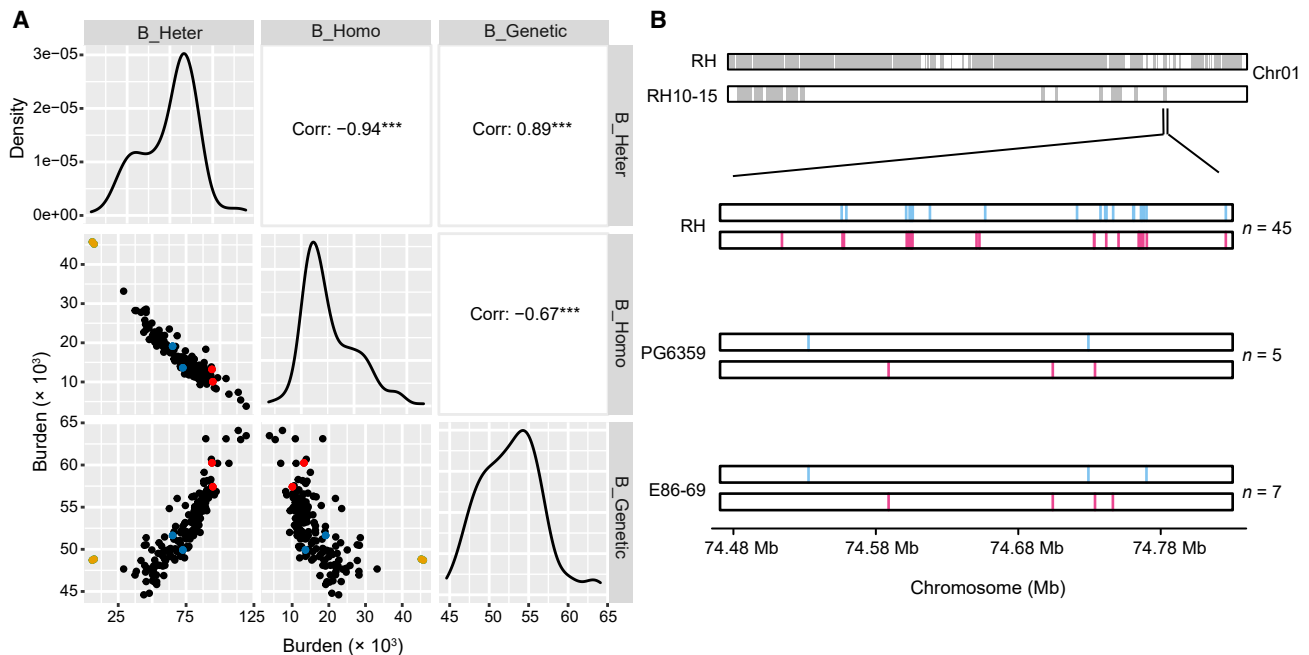 A
B_Heter
B_Homo
B_Genetic
3e−05
2e−05
1e−05
0e+00
Density
Corr: −0.94***
Corr: 0.89***
B_Heter
40
30
20
10
Corr: −0.67***
B_Homo
Burden (× 10³)
65
60
55
50
45
B_Genetic
25
75
125
10
20
30
40
45
50
55
60
65
Burden (× 10³)
B
RH
Chr01
RH10-15
RH
n = 45
PG6359
n = 5
E86-69
n = 7
74.48 Mb
74.58 Mb
74.68 Mb
74.78 Mb
Chromosome (Mb)